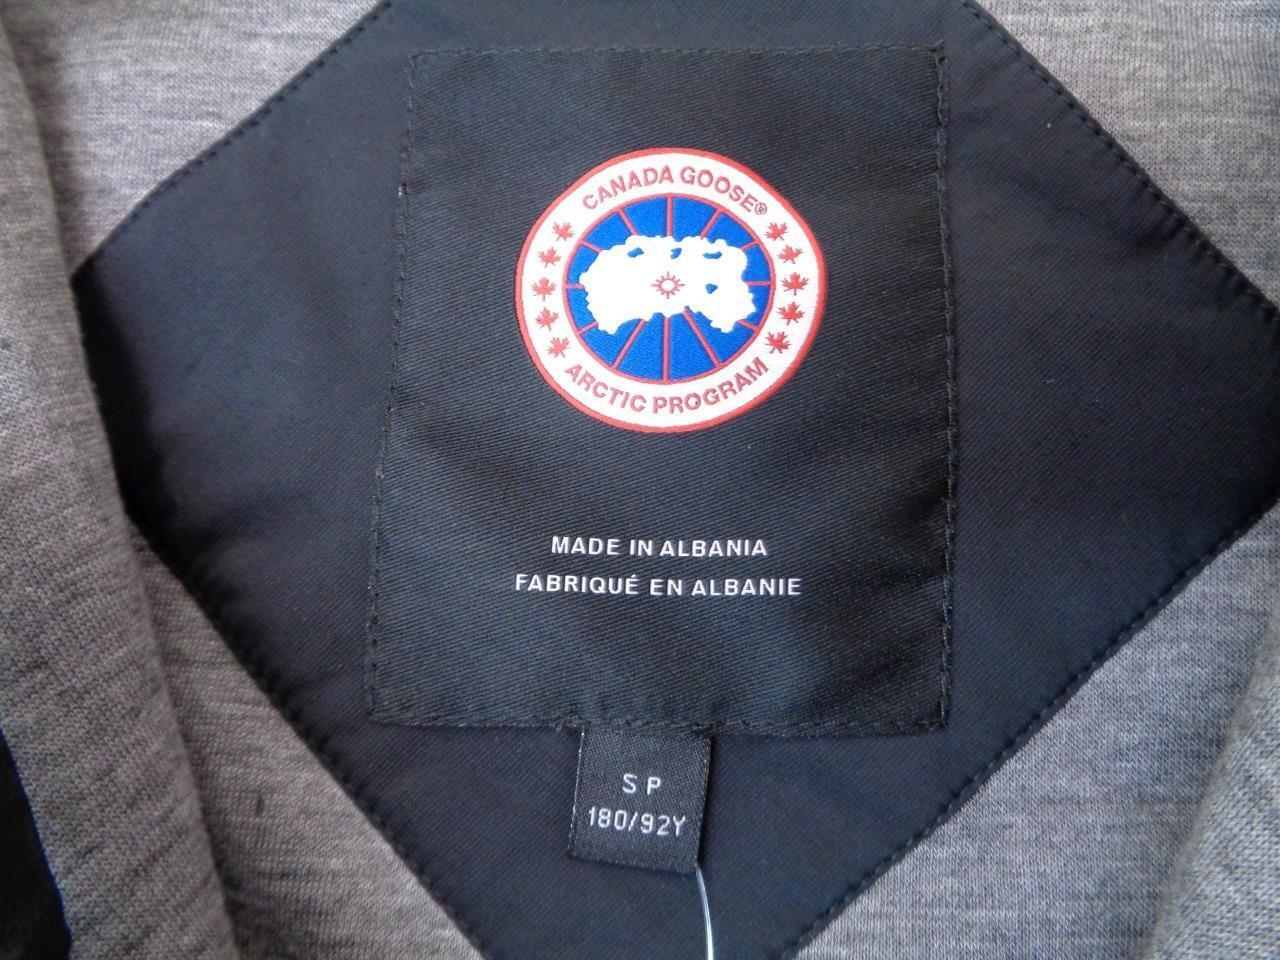 CANADA GOOSE®
ARCTIC PROGRAM
MADE IN ALBANIA
FABRIQUÉ EN ALBANIE
S P
180/92Y